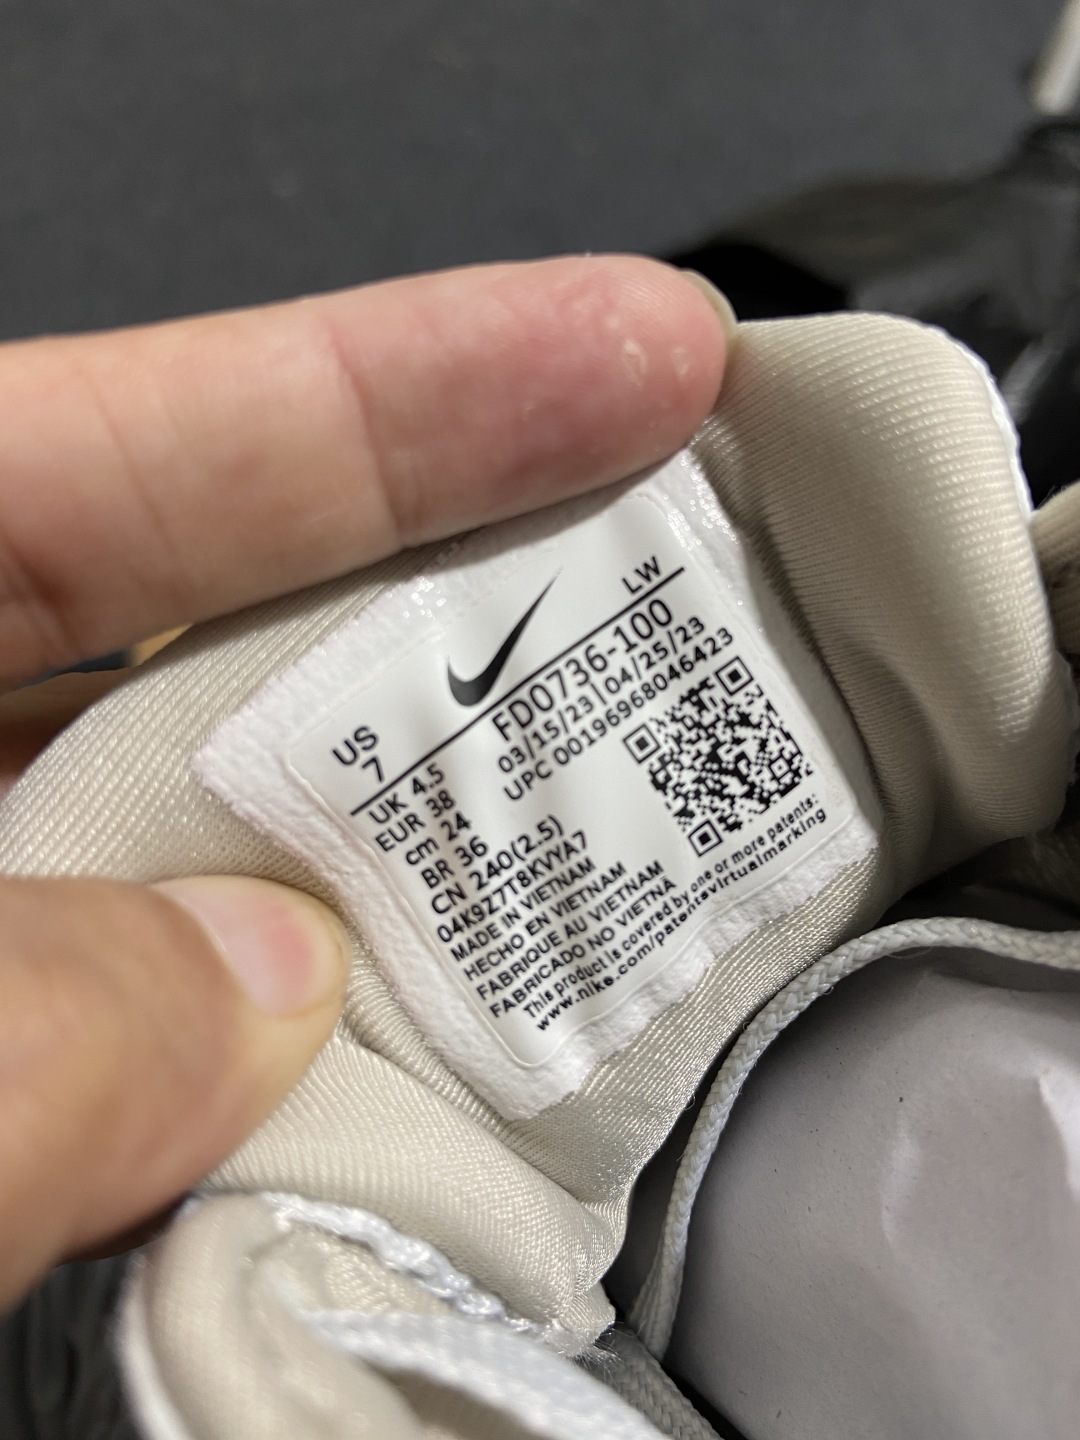 LW
US
7
FD0736-100
03/15/23|04/25/23
UPC 00196968046423
UK 4.5
EUR 38
cm 24
BR 36
CN 240(2.5)
04K9Z7T8KVYA7
MADE IN VIETNAM
HECHO EN VIETNAM
FABRIQUE AU VIETNAM
FABRICADO NO VIETNA
This product is covered by one or more patents:
www.nike.com/patentsvirtualmarking